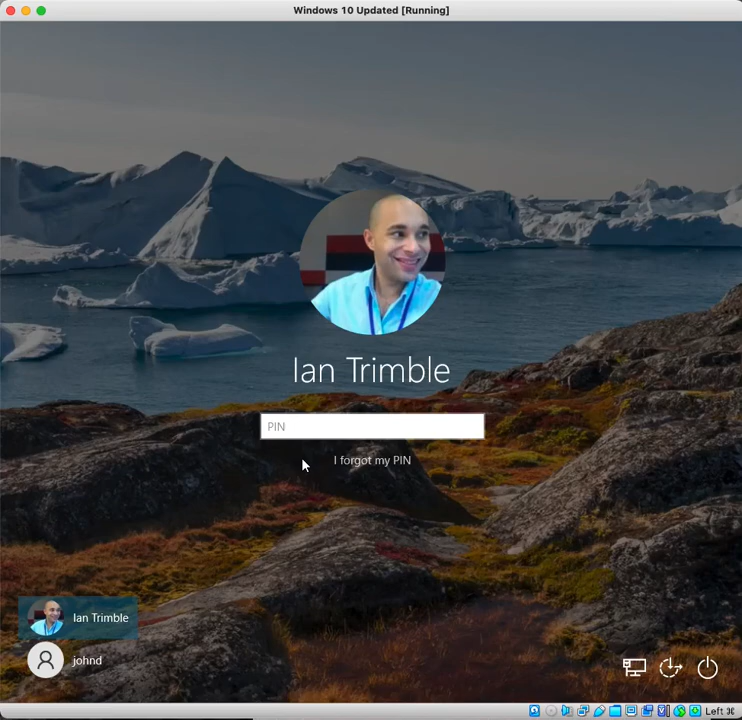 Windows 10 Updated [Running]
Ian Trimble
PIN
I forgot my PIN
Ian Trimble
johnd
Left ⌘